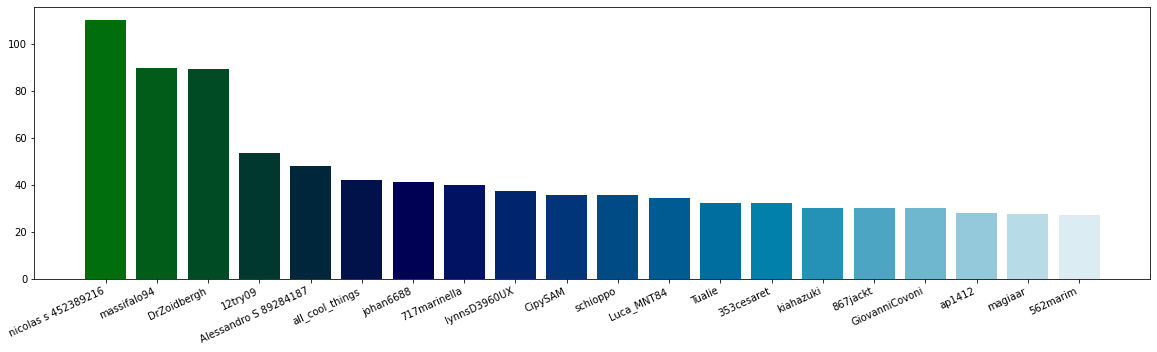 100
80
60
40
20
0
nicolas s 452389216
massifalo94
DrZoidbergh
12try09
Alessandro S 89284187
all_cool_things
johan6688
717marinella
lynnsD3960UX
CipySAM
schioppo
Luca_MNT84
Tualie
353cesaret
kiahazuki
867jackt
GiovanniCovoni
ap1412
magiaar
562marim